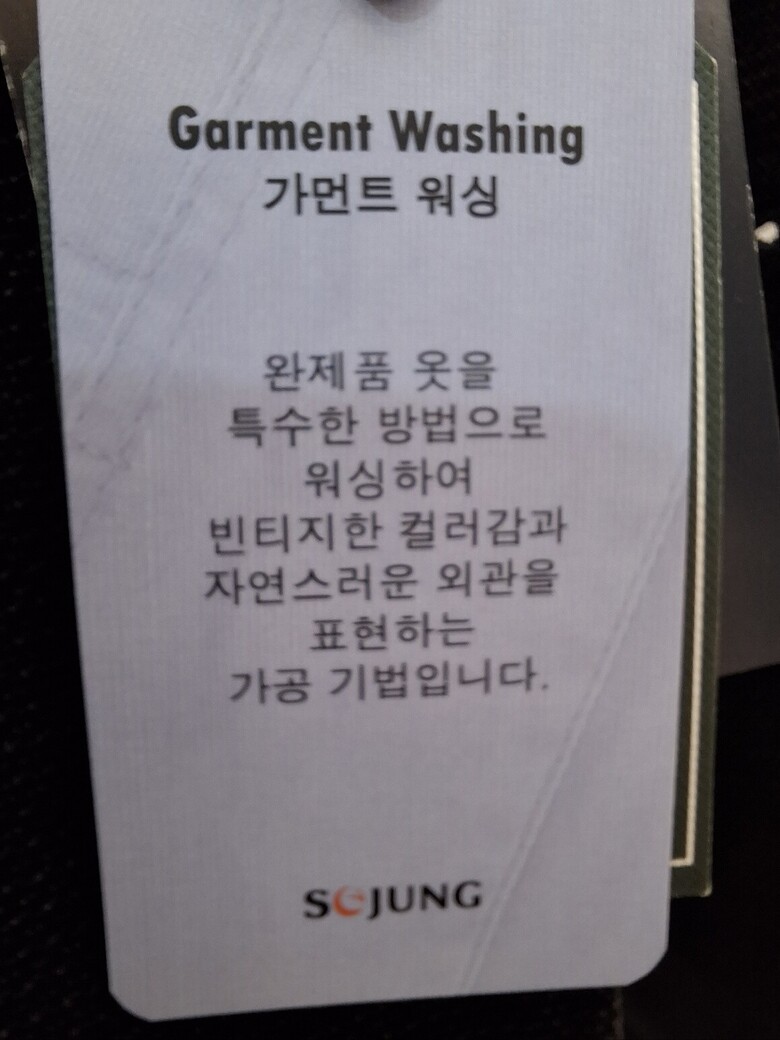 Garment Washing
가먼트 워싱
완제품 옷을
특수한 방법으로
워싱하여
빈티지한 컬러감과
자연스러운 외관을
표현하는
가공 기법입니다.
SEJUNG